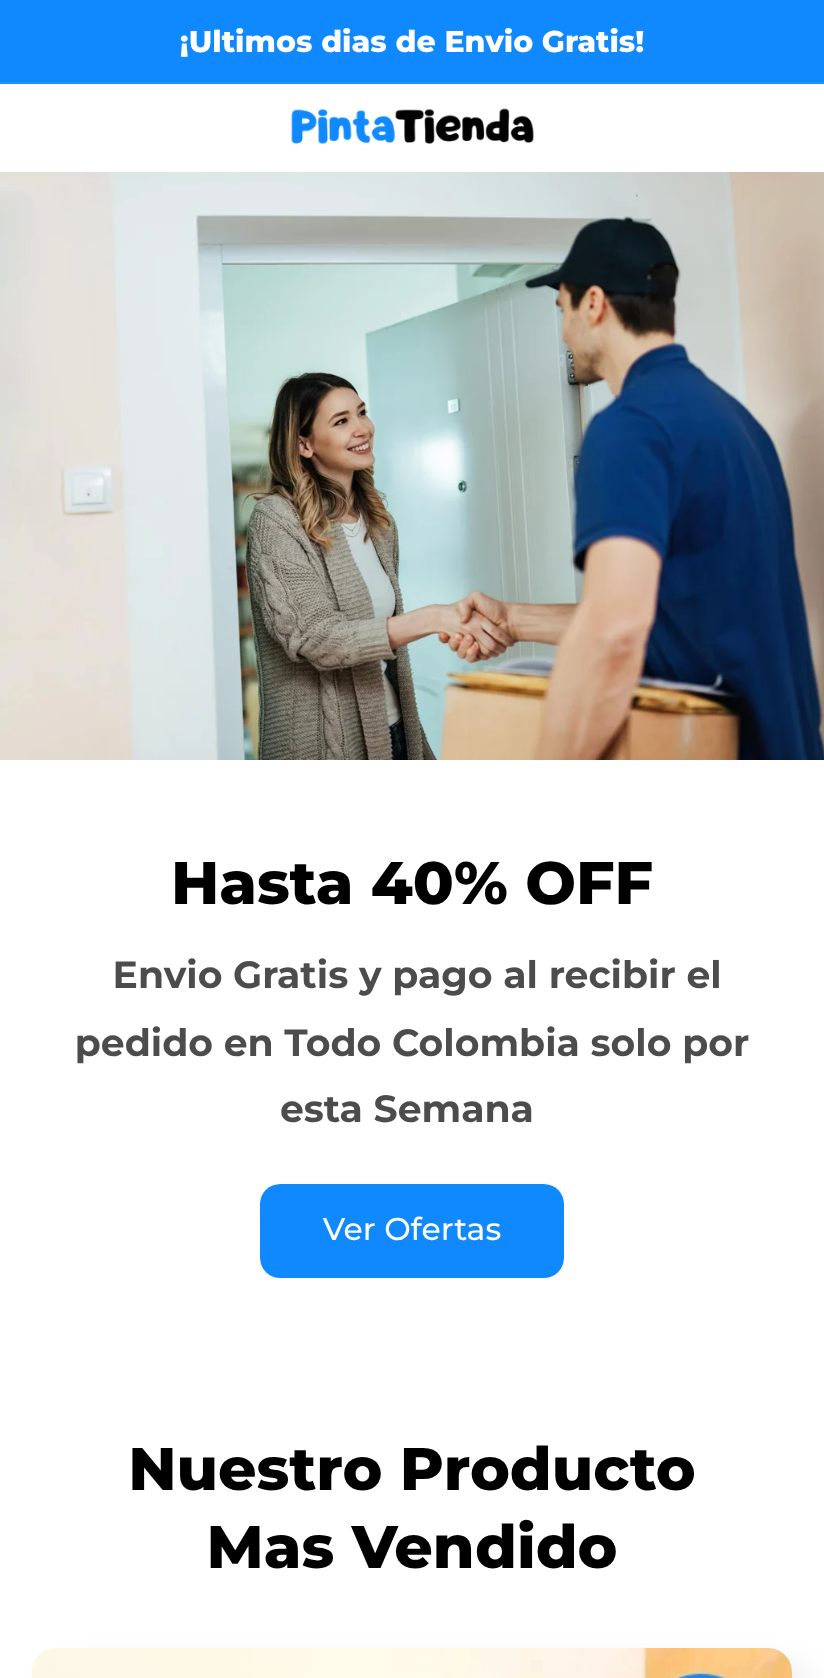 ¡Ultimos dias de Envio Gratis!
PintaTienda
Hasta 40% OFF
Envio Gratis y pago al recibir el
pedido en Todo Colombia solo por
esta Semana
Ver Ofertas
Nuestro Producto
Mas Vendido